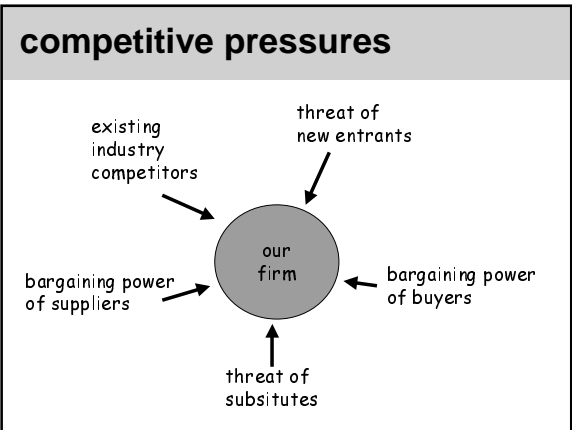 competitive pressures
existing
industry
competitors
threat of
new entrants
our
firm
bargaining power
of suppliers
bargaining power
of buyers
threat of
subsitutes